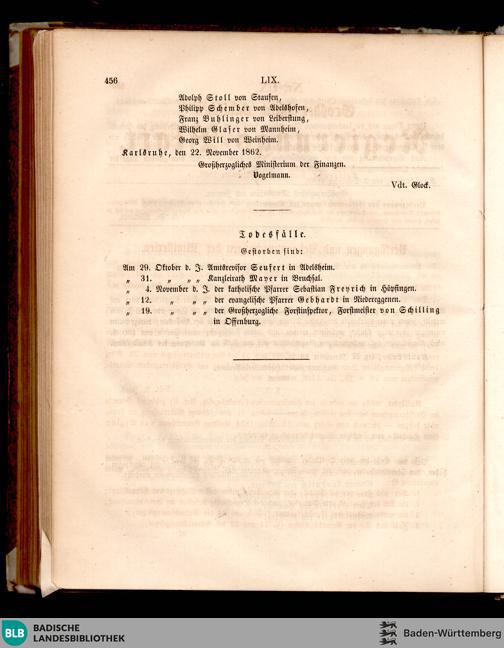 456 LIX.
Adolph Stoll von Staufen,
Philipp Schember von Adelshofen,
Franz Buhlinger von Leiberstung,
Wilhelm Glaser von Mannheim,
Georg Will von Weinheim.
Karlsruhe, den 22. November 1862.
Großherzogliches Ministerium der Finanzen.
Vogelmann.
Vdt. Glock.
Todesfälle.
Gestorben sind:
Am 29. Oktober d. J. Amtsrevisor Seufert in Adelsheim.
„ 31. „ „ „ Kanzleirath Mayer in Bruchsal.
„ 4. November d. J. der katholische Pfarrer Sebastian Freyrich in Höpfingen.
„ 12. „ „ „ der evangelische Pfarrer Gebhardt in Niedereggenen.
„ 19. „ „ „ der Großherzogliche Forstinspektor, Forstmeister von Schilling
in Offenburg.
BLB BADISCHE
LANDESBIBLIOTHEK
Baden-Württemberg